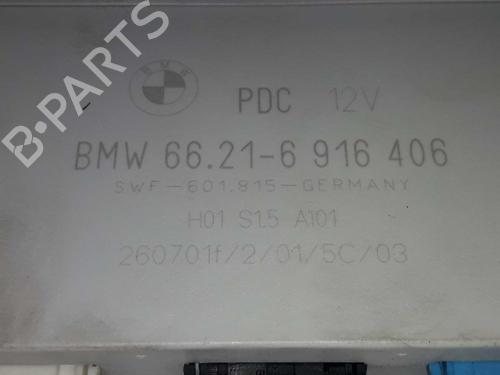 BMW
PDC 12V
BMW 66.21-6 916 406
SWF-601.815-GERMANY
H01 S1.5 A101
260701f/2/01/5C/03